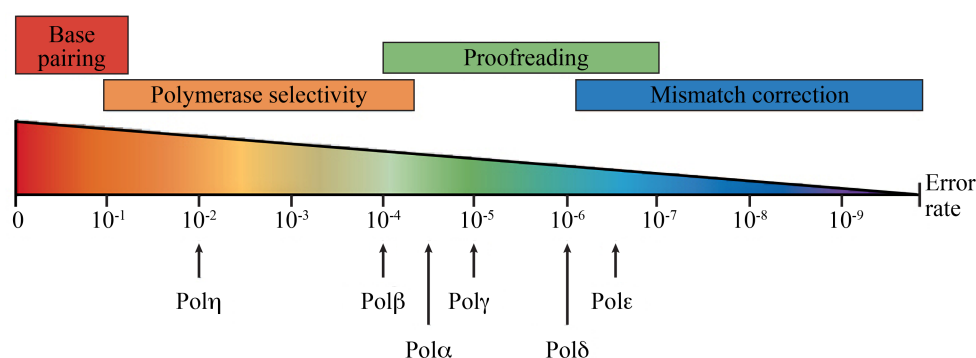 Base
pairing
Proofreading
Polymerase selectivity
Mismatch correction
Error
rate
0 10⁻¹ 10⁻² 10⁻³ 10⁻⁴ 10⁻⁵ 10⁻⁶ 10⁻⁷ 10⁻⁸ 10⁻⁹
Polη Polβ Polγ Polε
Polα Polδ